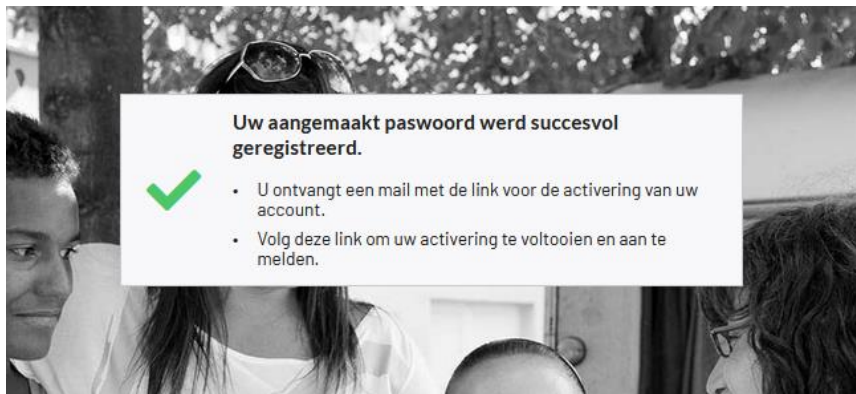 Uw aangemaakt paswoord werd succesvol
geregistreerd.
• U ontvangt een mail met de link voor de activering van uw
account.
• Volg deze link om uw activering te voltooien en aan te
melden.